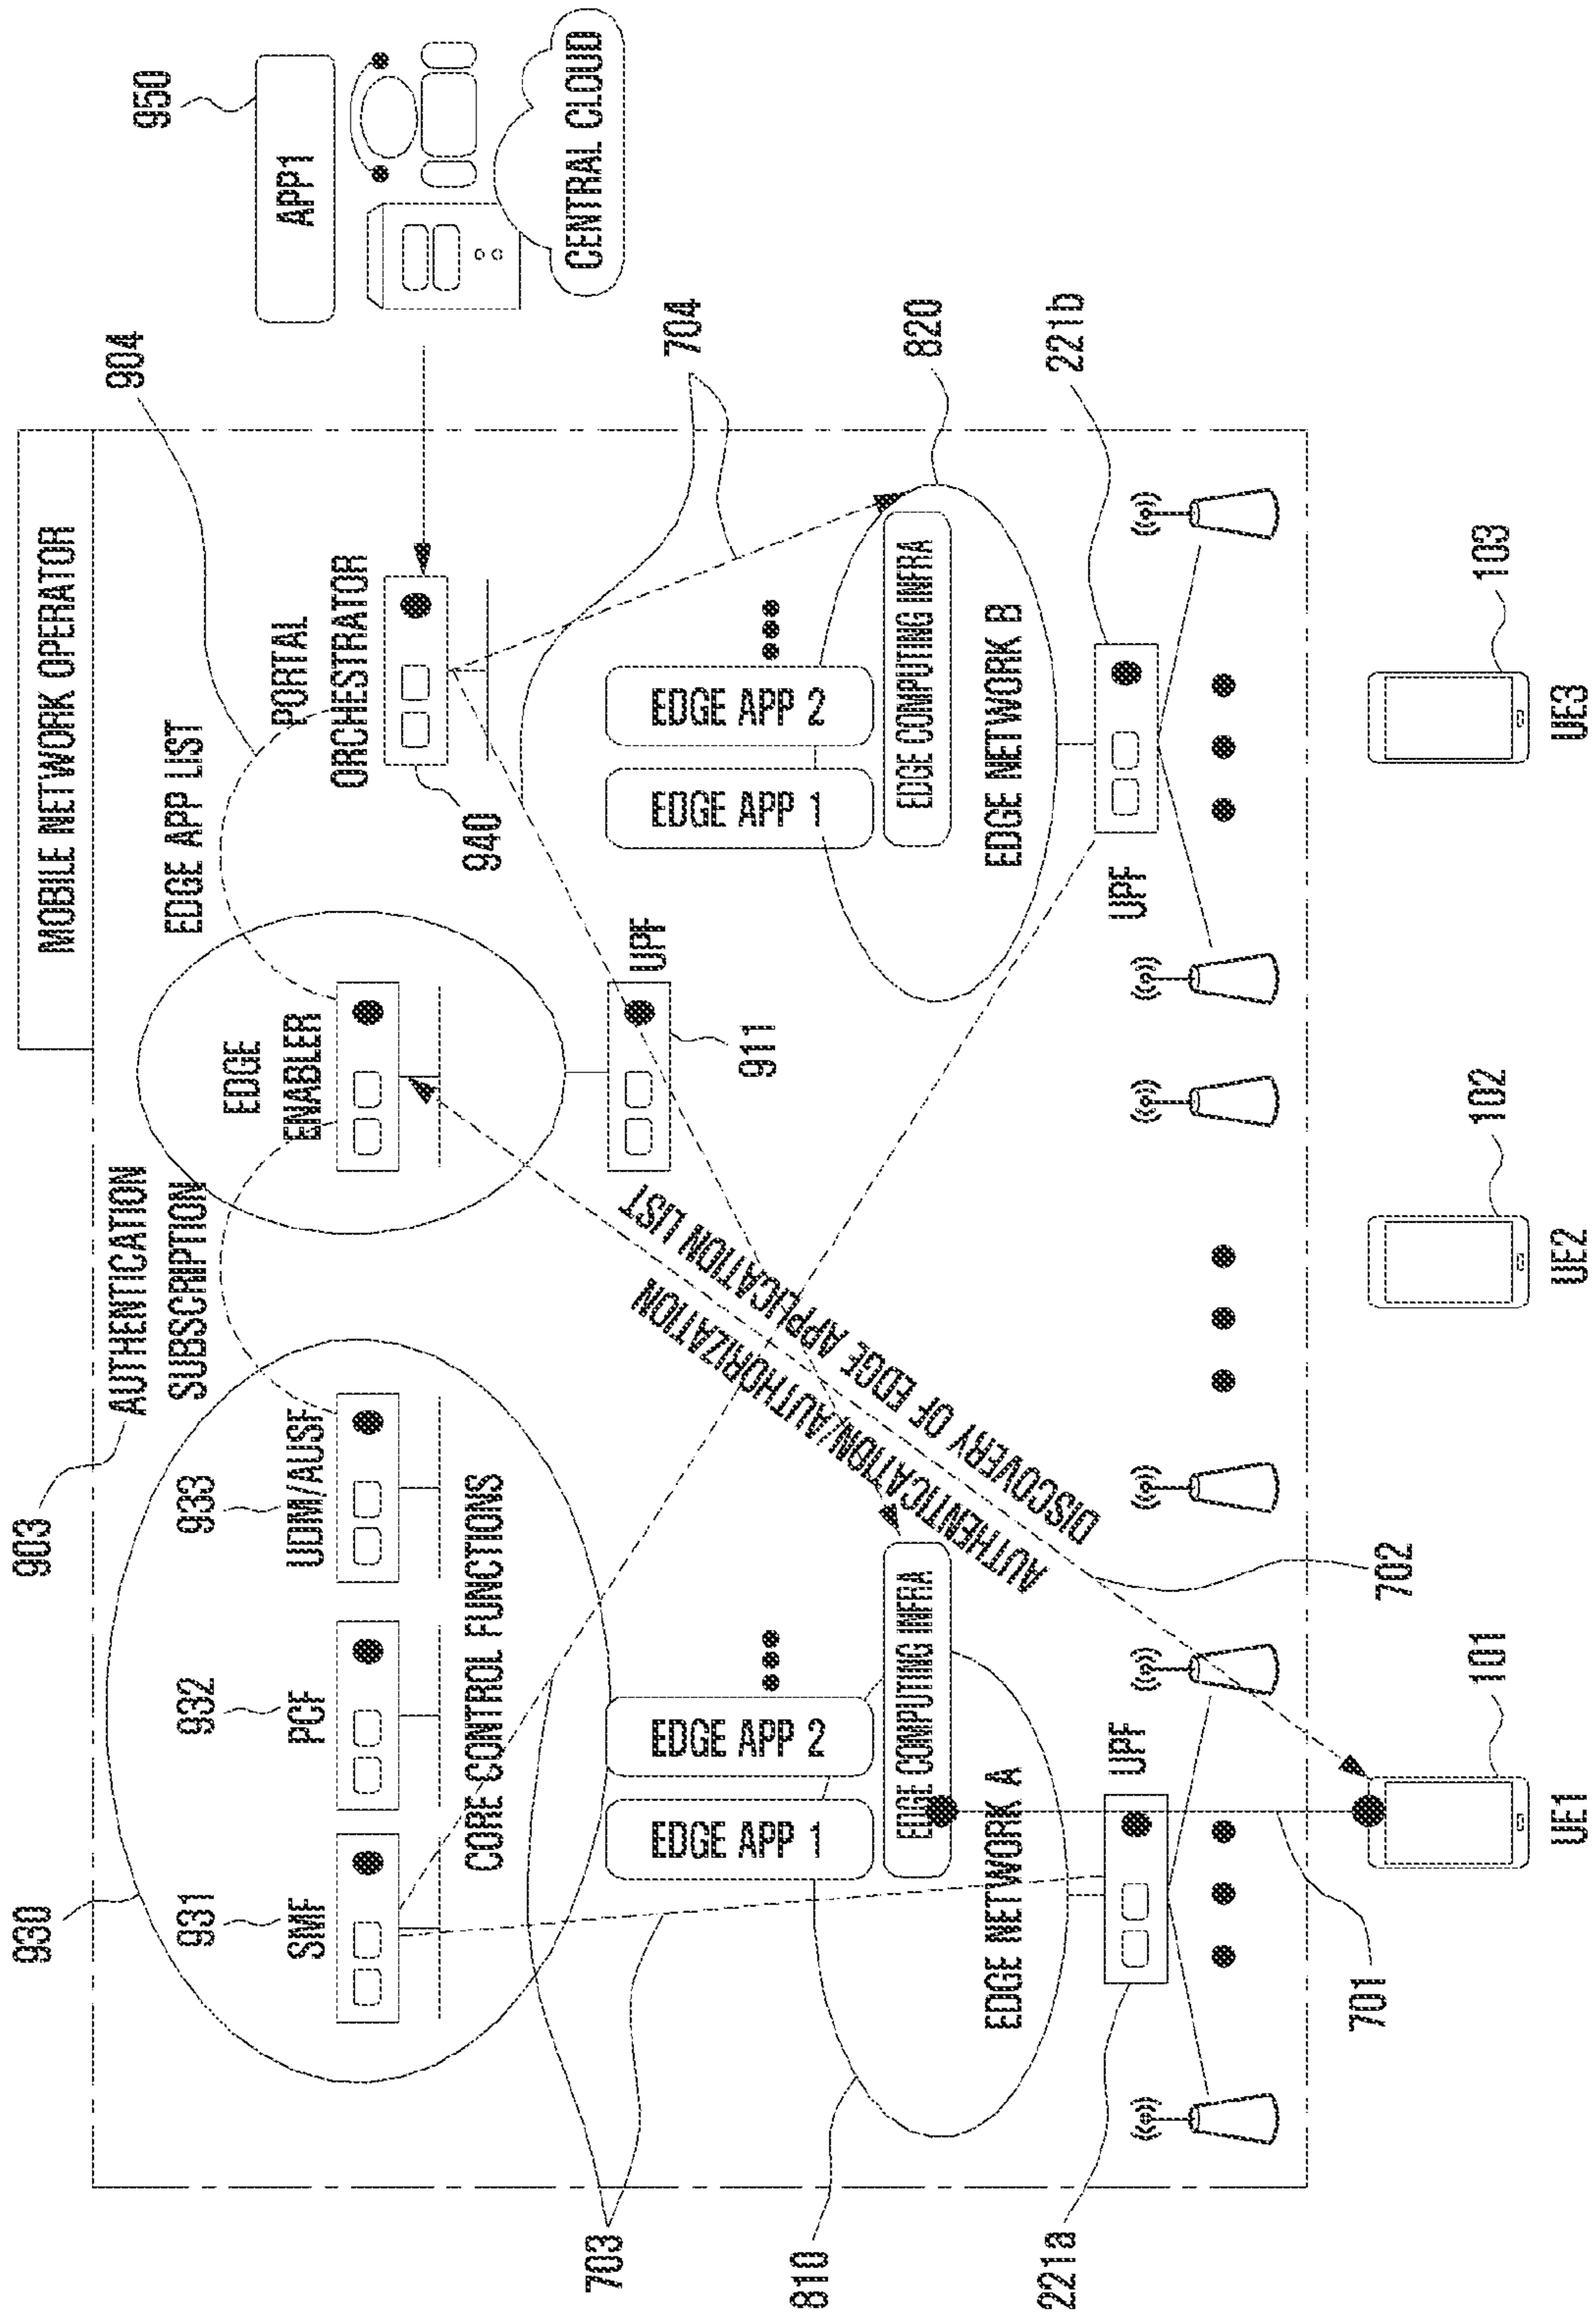 MOBILE NETWORK OPERATOR
930
903
AUTHENTICATION
SUBSCRIPTION
EDGE APP LIST
904
950
APP1
CENTRAL CLOUD
931
SMF
932
PCF
933
UDM/AUSF
CORE CONTROL FUNCTIONS
EDGE
ENABLER
UPF
911
PORTAL
ORCHESTRATOR
940
704
703
EDGE APP 1
EDGE APP 2
EDGE COMPUTING INFRA
EDGE NETWORK A
810
AUTHENTICATION/AUTHORIZATION
DISCOVERY OF EDGE APPLICATION LIST
EDGE APP 1
EDGE APP 2
EDGE COMPUTING INFRA
EDGE NETWORK B
820
221a
UPF
UPF
221b
701
702
101
UE1
102
UE2
103
UE3